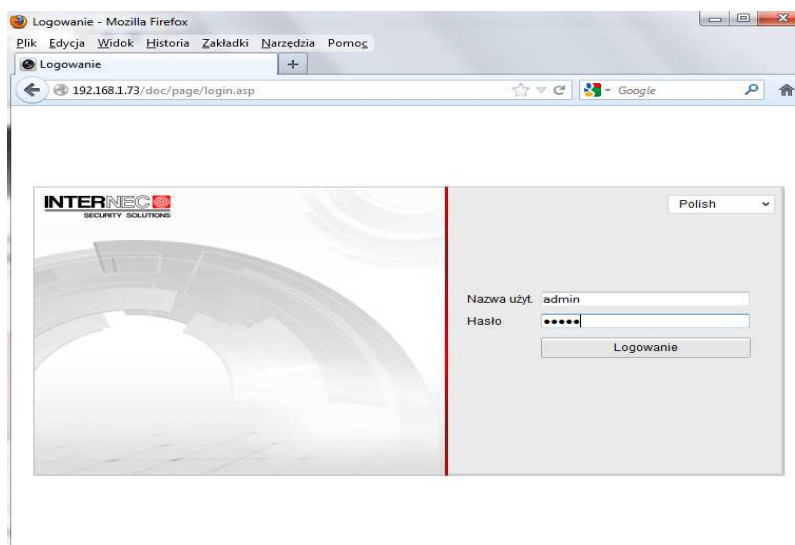 Logowanie - Mozilla Firefox
Plik Edycja Widok Historia Zakładki Narzędzia Pomoc
Logowanie
192.168.1.73/doc/page/login.asp
Google
INTERNEC
SECURITY SOLUTIONS
Polish
Nazwa użyt. admin
Hasło •••••
Logowanie